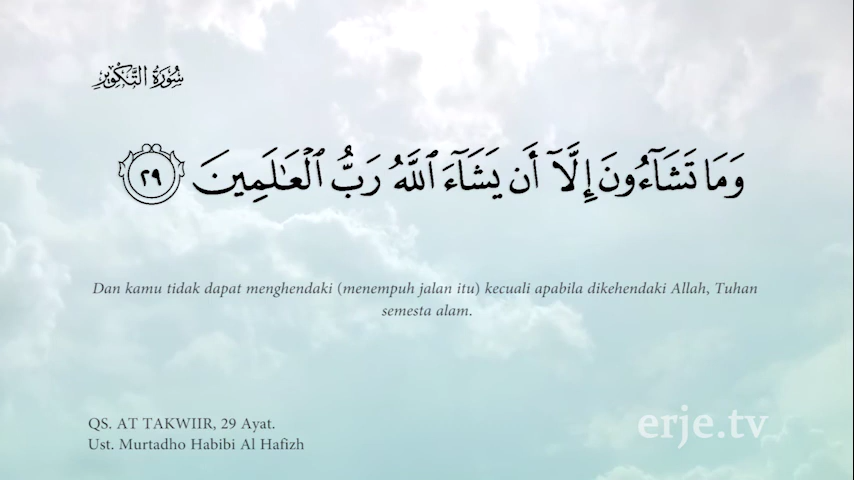 سُورَةُ التَّكْوِيرِ
وَمَا تَشَآءُونَ إِلَّآ أَن يَشَآءَ ٱللَّهُ رَبُّ ٱلْعَـٰلَمِينَ ٢٩
Dan kamu tidak dapat menghendaki (menempuh jalan itu) kecuali apabila dikehendaki Allah, Tuhan
semesta alam.
QS. AT TAKWIIR, 29 Ayat.
Ust. Murtadho Habibi Al Hafizh
erje.tv